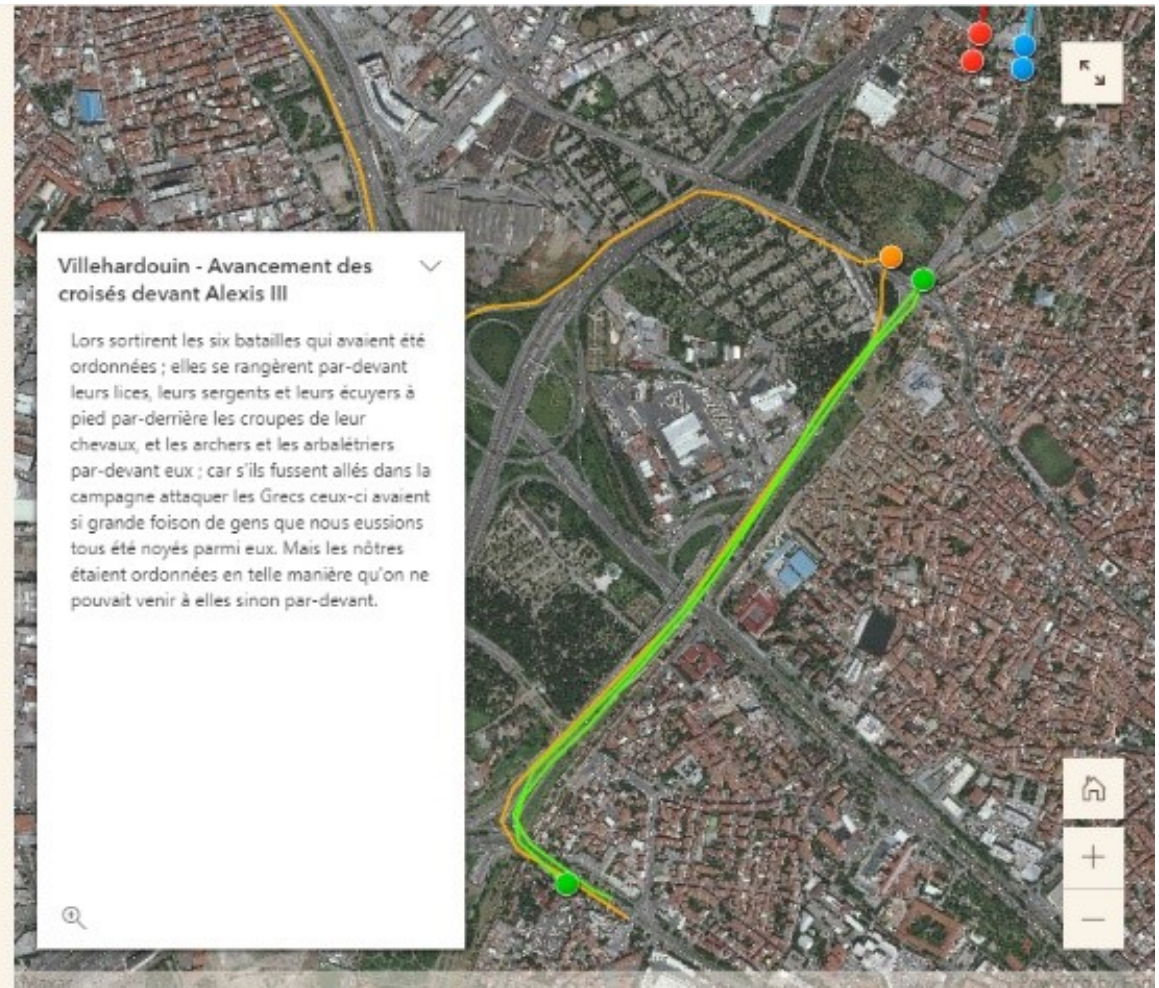 Villehardouin - Avancement des
croisés devant Alexis III
Lors sortirent les six batailles qui avaient été
ordonnées ; elles se rangèrent par-devant
leurs lices, leurs sergents et leurs écuyers à
pied par-derrière les croupes de leur
chevaux, et les archers et les arbalétriers
par-devant eux ; car s'ils fussent allés dans la
campagne attaquer les Grecs ceux-ci avaient
si grande foison de gens que nous eussions
tous été noyés parmi eux. Mais les nôtres
étaient ordonnées en telle manière qu'on ne
pouvait venir à elles sinon par-devant.